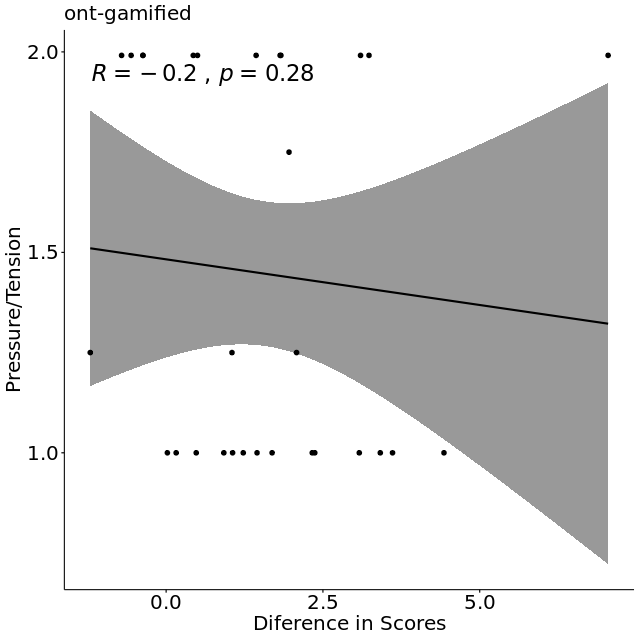 ont-gamified
2.0
R = −0.2 , p = 0.28
1.5
Pressure/Tension
1.0
0.0 2.5 5.0
Diference in Scores